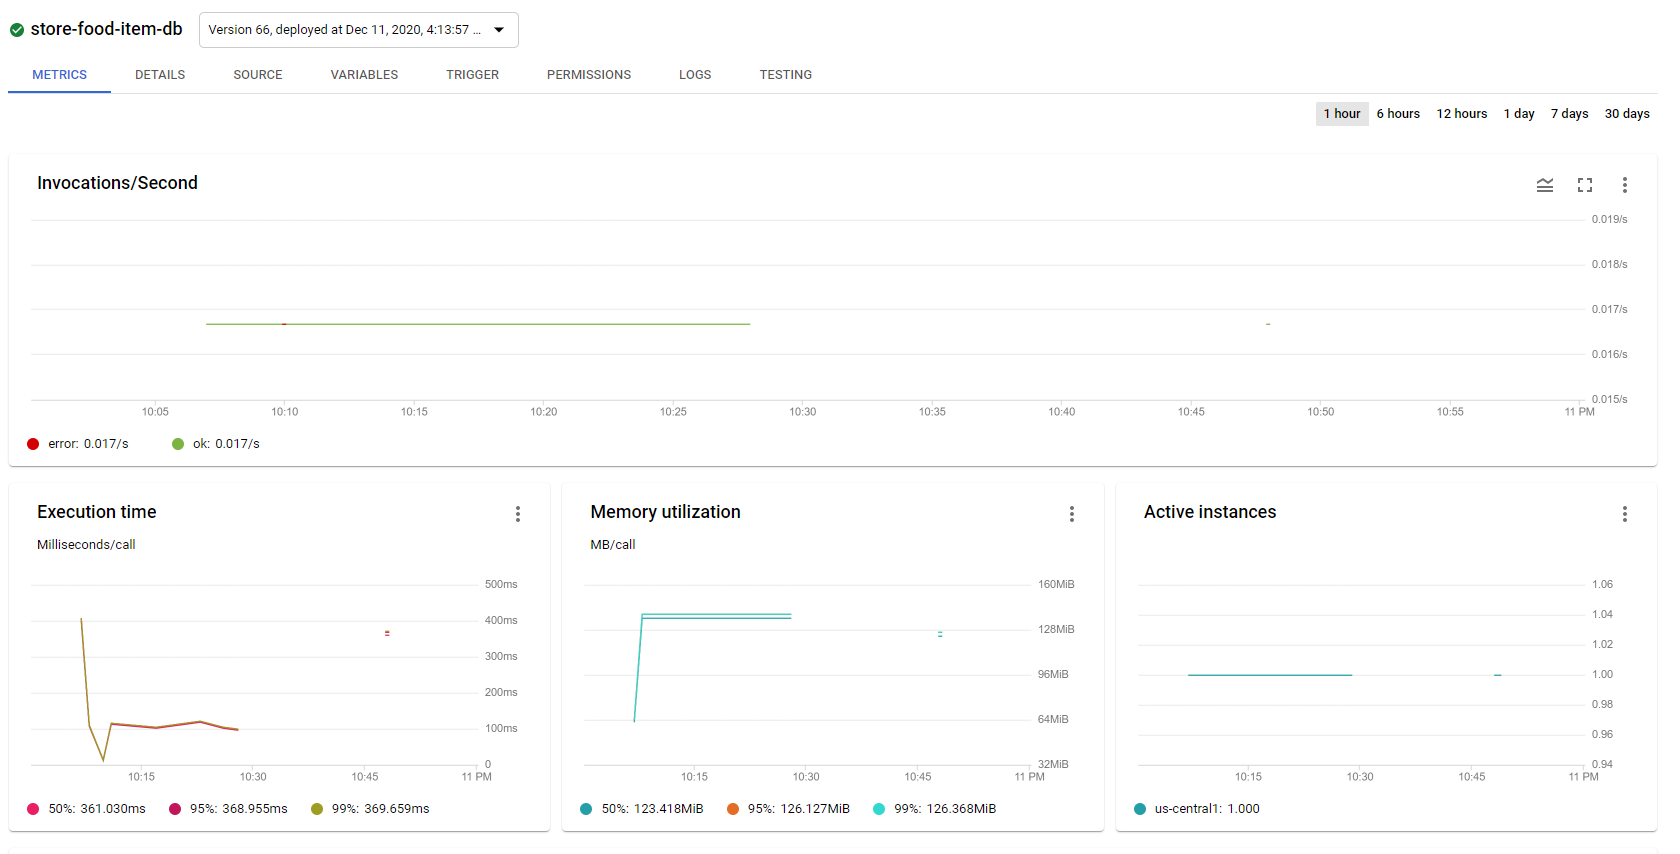 store-food-item-db
Version 66, deployed at Dec 11, 2020, 4:13:57 ...
METRICS DETAILS SOURCE VARIABLES TRIGGER PERMISSIONS LOGS TESTING
1 hour 6 hours 12 hours 1 day 7 days 30 days
Invocations/Second
0.019/s
0.018/s
0.017/s
0.016/s
0.015/s
10:05 10:10 10:15 10:20 10:25 10:30 10:35 10:40 10:45 10:50 10:55 11 PM
error: 0.017/s ok: 0.017/s
Execution time
Milliseconds/call
500ms
400ms
300ms
200ms
100ms
0
10:15 10:30 10:45 11 PM
50%: 361.030ms 95%: 368.955ms 99%: 369.659ms
Memory utilization
MB/call
160MiB
128MiB
96MiB
64MiB
32MiB
10:15 10:30 10:45 11 PM
50%: 123.418MiB 95%: 126.127MiB 99%: 126.368MiB
Active instances
1.06
1.04
1.02
1.00
0.98
0.96
0.94
10:15 10:30 10:45 11 PM
us-central1: 1.000